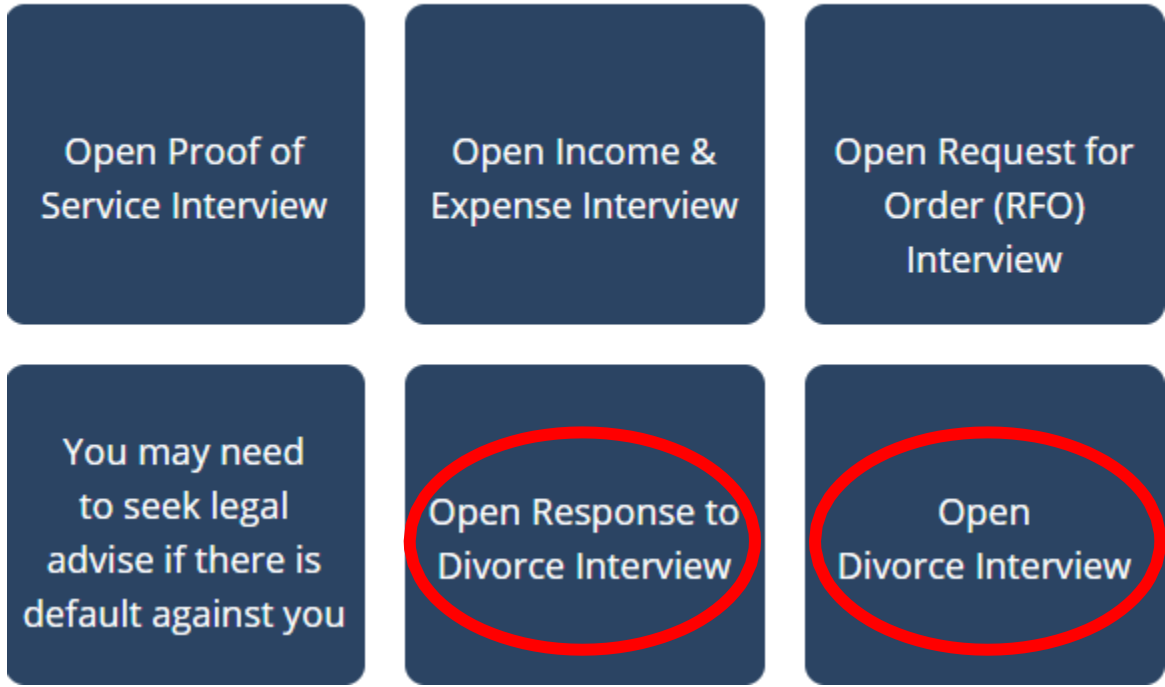 Open Proof of
Service Interview
Open Income &
Expense Interview
Open Request for
Order (RFO)
Interview
You may need
to seek legal
advise if there is
default against you
Open Response to
Divorce Interview
Open
Divorce Interview